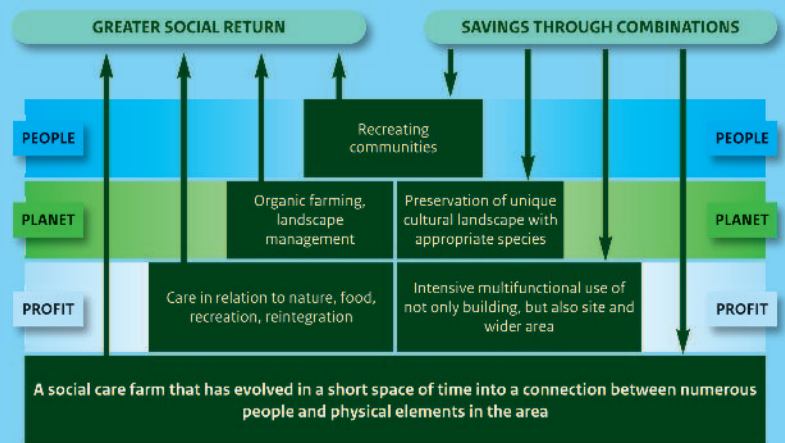 GREATER SOCIAL RETURN
SAVINGS THROUGH COMBINATIONS
PEOPLE
Recreating
communities
PEOPLE
PLANET
Organic farming,
landscape
management
Preservation of unique
cultural landscape with
appropriate species
PLANET
PROFIT
Care in relation to nature, food,
recreation, reintegration
Intensive multifunctional use of
not only building, but also site and
wider area
PROFIT
A social care farm that has evolved in a short space of time into a connection between numerous
people and physical elements in the area